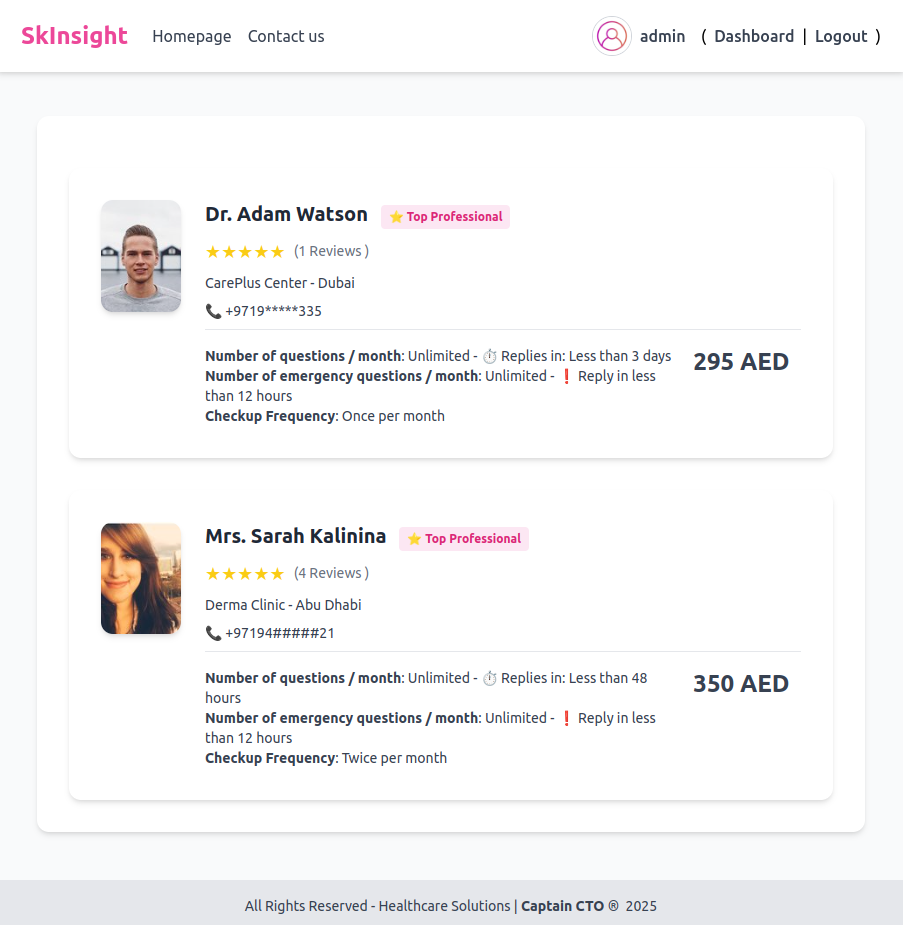 SkInsight Homepage Contact us admin ( Dashboard | Logout )
Dr. Adam Watson ⭐ Top Professional
★★★★★ (1 Reviews )
CarePlus Center - Dubai
📞 +9719*****335
Number of questions / month: Unlimited - ⏱️ Replies in: Less than 3 days
295 AED
Number of emergency questions / month: Unlimited - ❗ Reply in less
than 12 hours
Checkup Frequency: Once per month
Mrs. Sarah Kalinina ⭐ Top Professional
★★★★★ (4 Reviews )
Derma Clinic - Abu Dhabi
📞 +97194#####21
Number of questions / month: Unlimited - ⏱️ Replies in: Less than 48
hours
350 AED
Number of emergency questions / month: Unlimited - ❗ Reply in less
than 12 hours
Checkup Frequency: Twice per month
All Rights Reserved - Healthcare Solutions | Captain CTO ® 2025